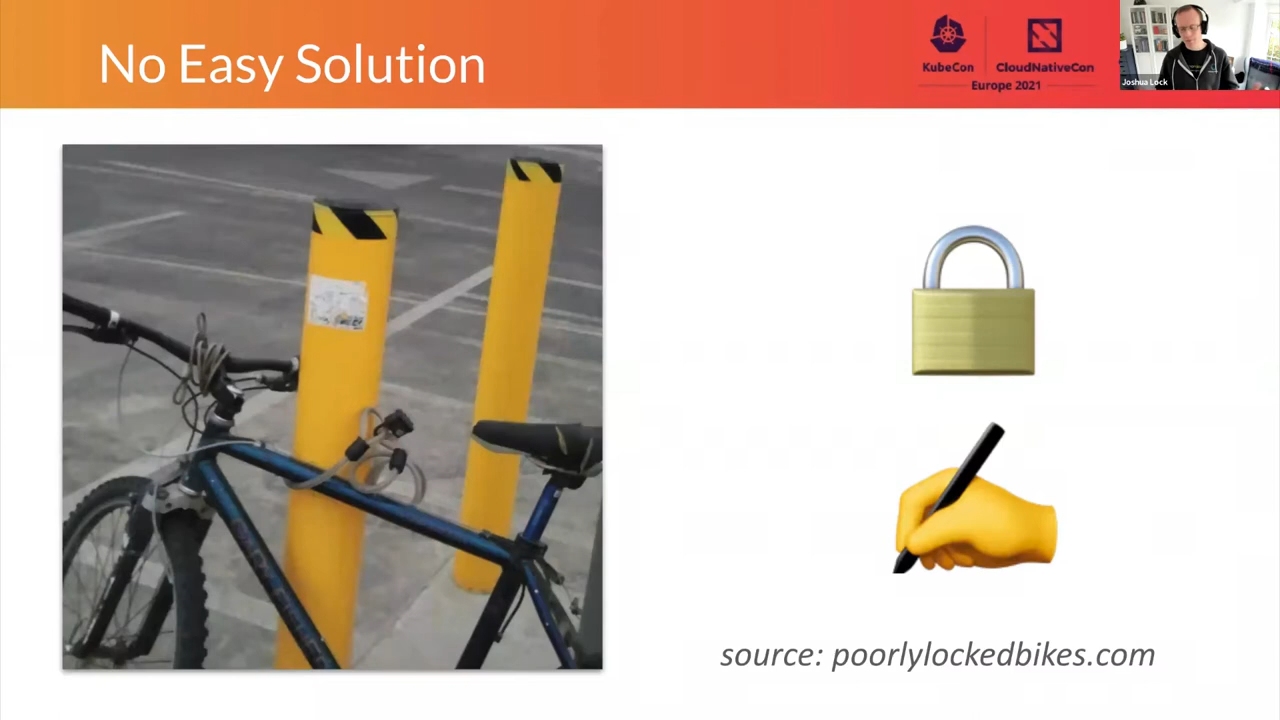 No Easy Solution
KubeCon
CloudNativeCon
Europe 2021
Joshua Lock
source: poorlylockedbikes.com